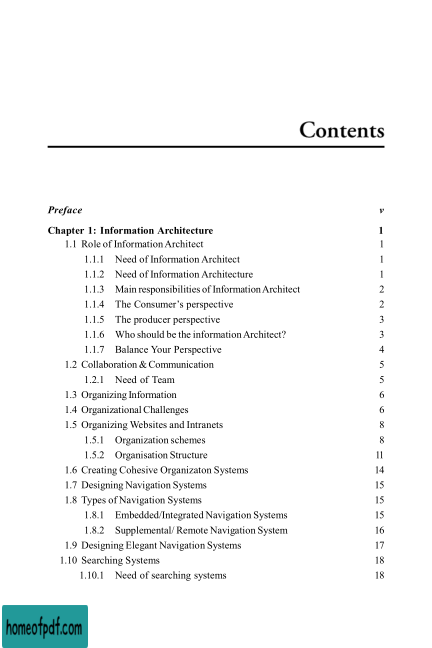 Contents
Preface v
Chapter 1: Information Architecture 1
1.1 Role of Information Architect 1
1.1.1 Need of Information Architect 1
1.1.2 Need of Information Architecture 1
1.1.3 Main responsibilities of Information Architect 2
1.1.4 The Consumer's perspective 2
1.1.5 The producer perspective 3
1.1.6 Who should be the information Architect? 3
1.1.7 Balance Your Perspective 4
1.2 Collaboration & Communication 5
1.2.1 Need of Team 5
1.3 Organizing Information 6
1.4 Organizational Challenges 6
1.5 Organizing Websites and Intranets 8
1.5.1 Organization schemes 8
1.5.2 Organisation Structure 11
1.6 Creating Cohesive Organizaton Systems 14
1.7 Designing Navigation Systems 15
1.8 Types of Navigation Systems 15
1.8.1 Embedded/Integrated Navigation Systems 15
1.8.2 Supplemental/ Remote Navigation System 16
1.9 Designing Elegant Navigation Systems 17
1.10 Searching Systems 18
1.10.1 Need of searching systems 18
homeofpdf.com